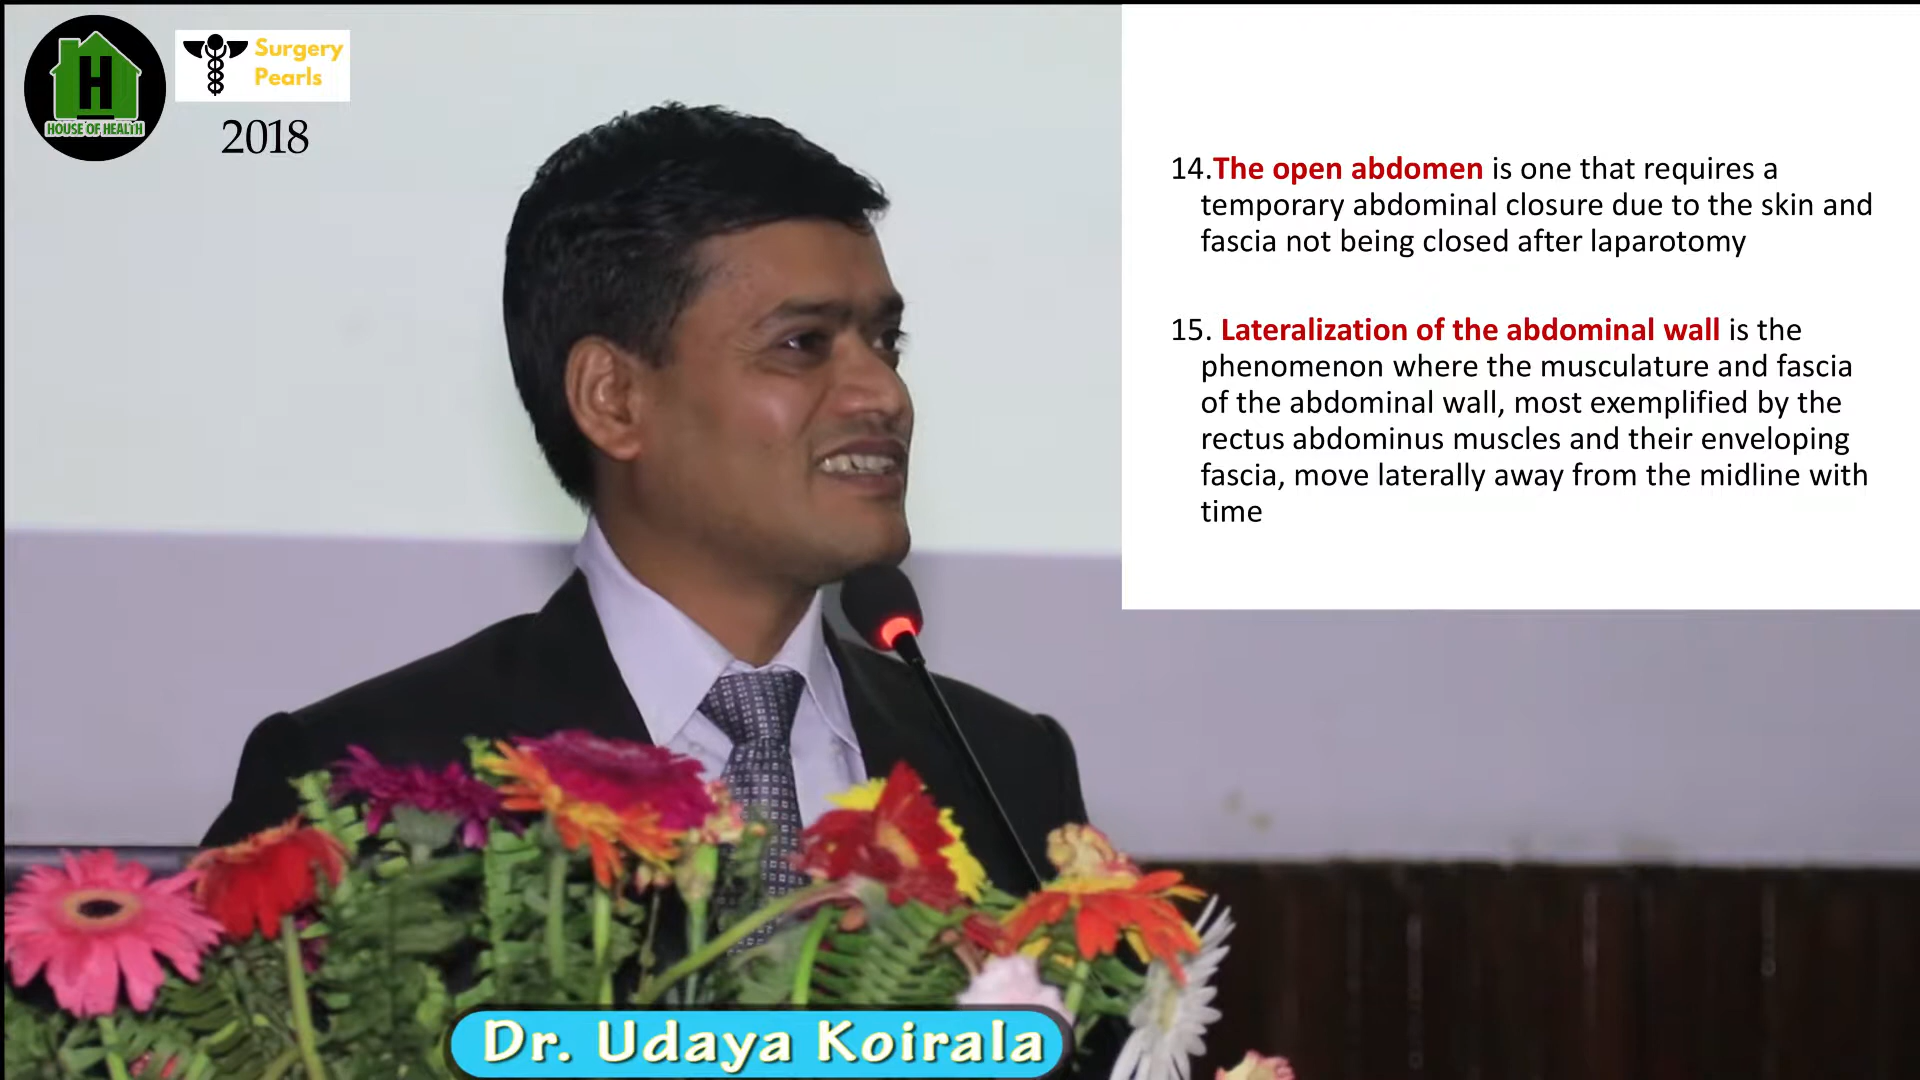 H
HOUSE OF HEALTH
Surgery
Pearls
2018
14.The open abdomen is one that requires a
temporary abdominal closure due to the skin and
fascia not being closed after laparotomy
15. Lateralization of the abdominal wall is the
phenomenon where the musculature and fascia
of the abdominal wall, most exemplified by the
rectus abdominus muscles and their enveloping
fascia, move laterally away from the midline with
time
Dr. Udaya Koirala